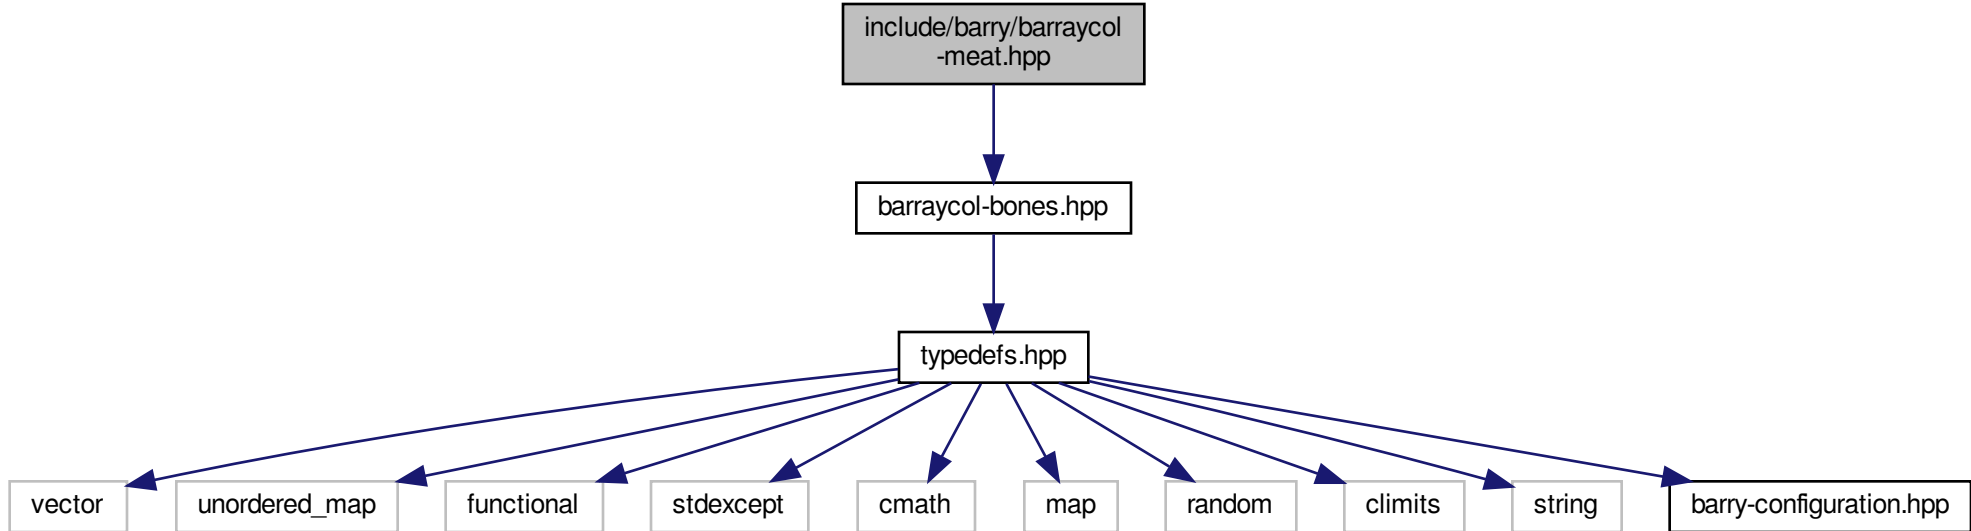 include/barry/barraycol
-meat.hpp
barraycol-bones.hpp
typedefs.hpp
vector
unordered_map
functional
stdexcept
cmath
map
random
climits
string
barry-configuration.hpp